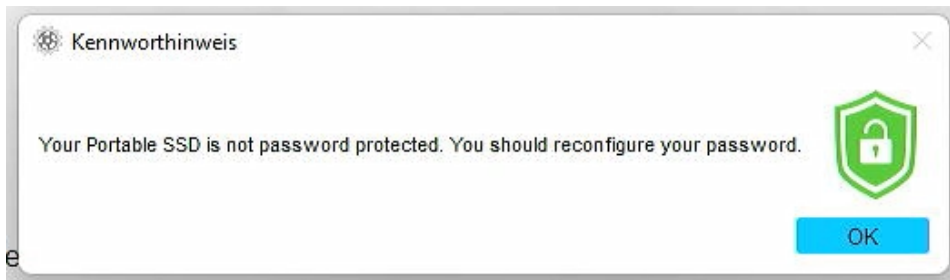 Kennworthinweis
Your Portable SSD is not password protected. You should reconfigure your password.
OK
e